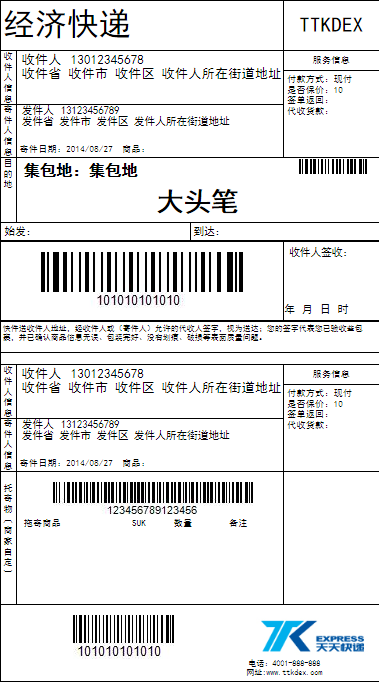 经济快递
TTKDEX
收件人信息
收件人 13012345678
收件省 收件市 收件区 收件人所在街道地址
服务信息
付款方式：现付
是否保价：10
签单返回：
代收货款：
寄件人信息
发件人 13123456789
发件省 发件市 发件区 发件人所在街道地址
寄件日期：2014/08/27 商品：
目的地
集包地：集包地
大头笔
始发：
到达：
101010101010
收件人签收：
年 月 日 时
快件送收件人地址，经收件人或（寄件人）允许的代收人签字，视为送达；您的签字代表您已验收些包
裹，并已确认商品信息无误、包装完好、没有划痕、破损等表面质量问题。
收件人信息
收件人 13012345678
收件省 收件市 收件区 收件人所在街道地址
服务信息
付款方式：现付
是否保价：10
签单返回：
代收货款：
寄件人信息
发件人 13123456789
发件省 发件市 发件区 发件人所在街道地址
寄件日期：2014/08/27 商品：
托寄物（商家自定）
123456789123456
拖寄商品 SUK 数量 备注
101010101010
TK EXPRESS
天天快递
电话：4001-888-888
网址：www.ttkdex.com